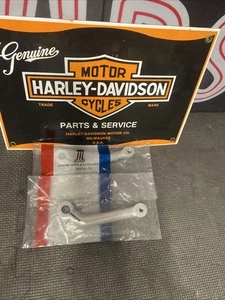 Genuine
MOTOR
HARLEY-DAVIDSON
CYCLES
TRADE MARK
PARTS & SERVICE
HARLEY DAVIDSON MOTOR CO.
MILWAUKEE
U.S.A.